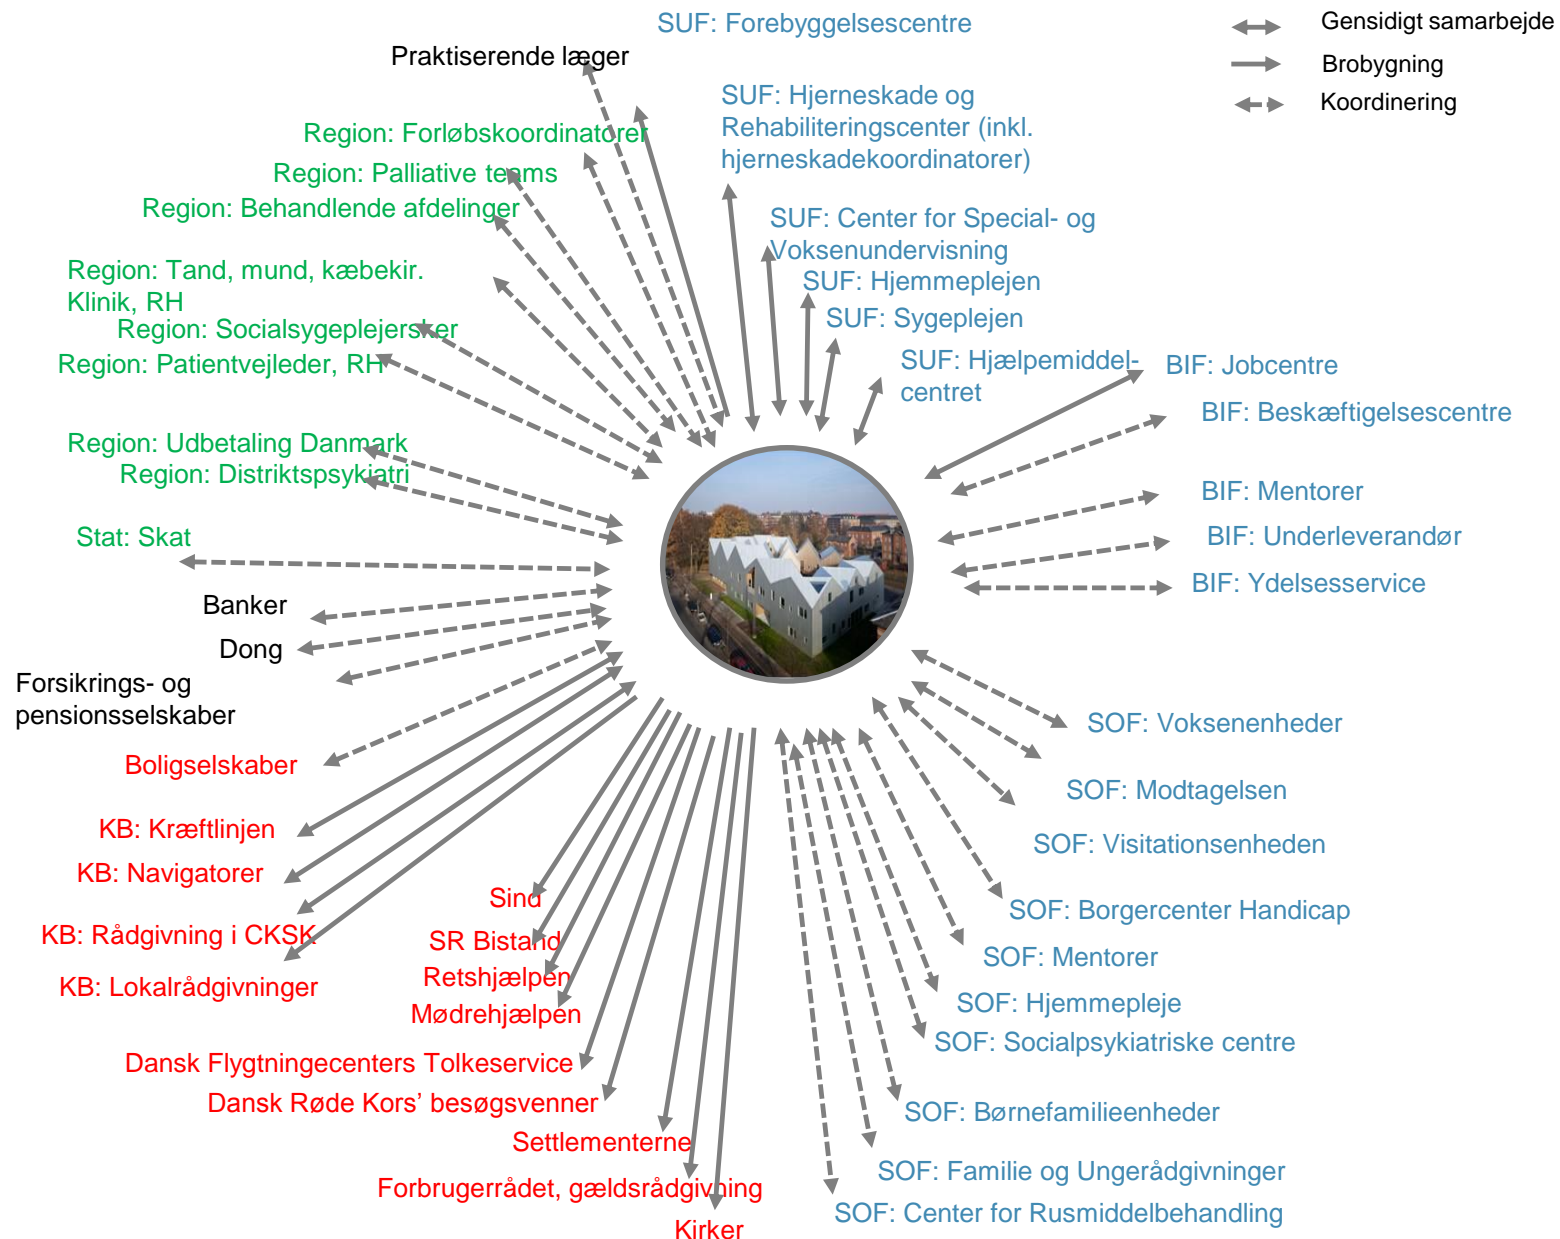 SUF: Forebyggelsescentre
Gensidigt samarbejde
Brobygning
Koordinering
Praktiserende læger
SUF: Hjerneskade og
Rehabiliteringscenter (inkl.
hjerneskadekoordinatorer)
Region: Forløbskoordinatorer
Region: Palliative teams
Region: Behandlende afdelinger
SUF: Center for Special- og
Voksenundervisning
Region: Tand, mund, kæbekir.
Klinik, RH
SUF: Hjemmeplejen
Region: Socialsygeplejersker
SUF: Sygeplejen
Region: Patientvejleder, RH
SUF: Hjælpemiddel-
centret
BIF: Jobcentre
BIF: Beskæftigelsescentre
Region: Udbetaling Danmark
Region: Distriktspsykiatri
BIF: Mentorer
Stat: Skat
BIF: Underleverandør
BIF: Ydelsesservice
Banker
Dong
Forsikrings- og
pensionsselskaber
SOF: Voksenenheder
Boligselskaber
SOF: Modtagelsen
KB: Kræftlinjen
SOF: Visitationsenheden
KB: Navigatorer
Sind
SOF: Borgercenter Handicap
KB: Rådgivning i CKSK
SR Bistand
SOF: Mentorer
Retshjælpen
KB: Lokalrådgivninger
SOF: Hjemmepleje
Mødrehjælpen
SOF: Socialpsykiatriske centre
Dansk Flygtningecenters Tolkeservice
Dansk Røde Kors’ besøgsvenner
SOF: Børnefamilieenheder
Settlementerne
SOF: Familie og Ungerådgivninger
Forbrugerrådet, gældsrådgivning
SOF: Center for Rusmiddelbehandling
Kirker